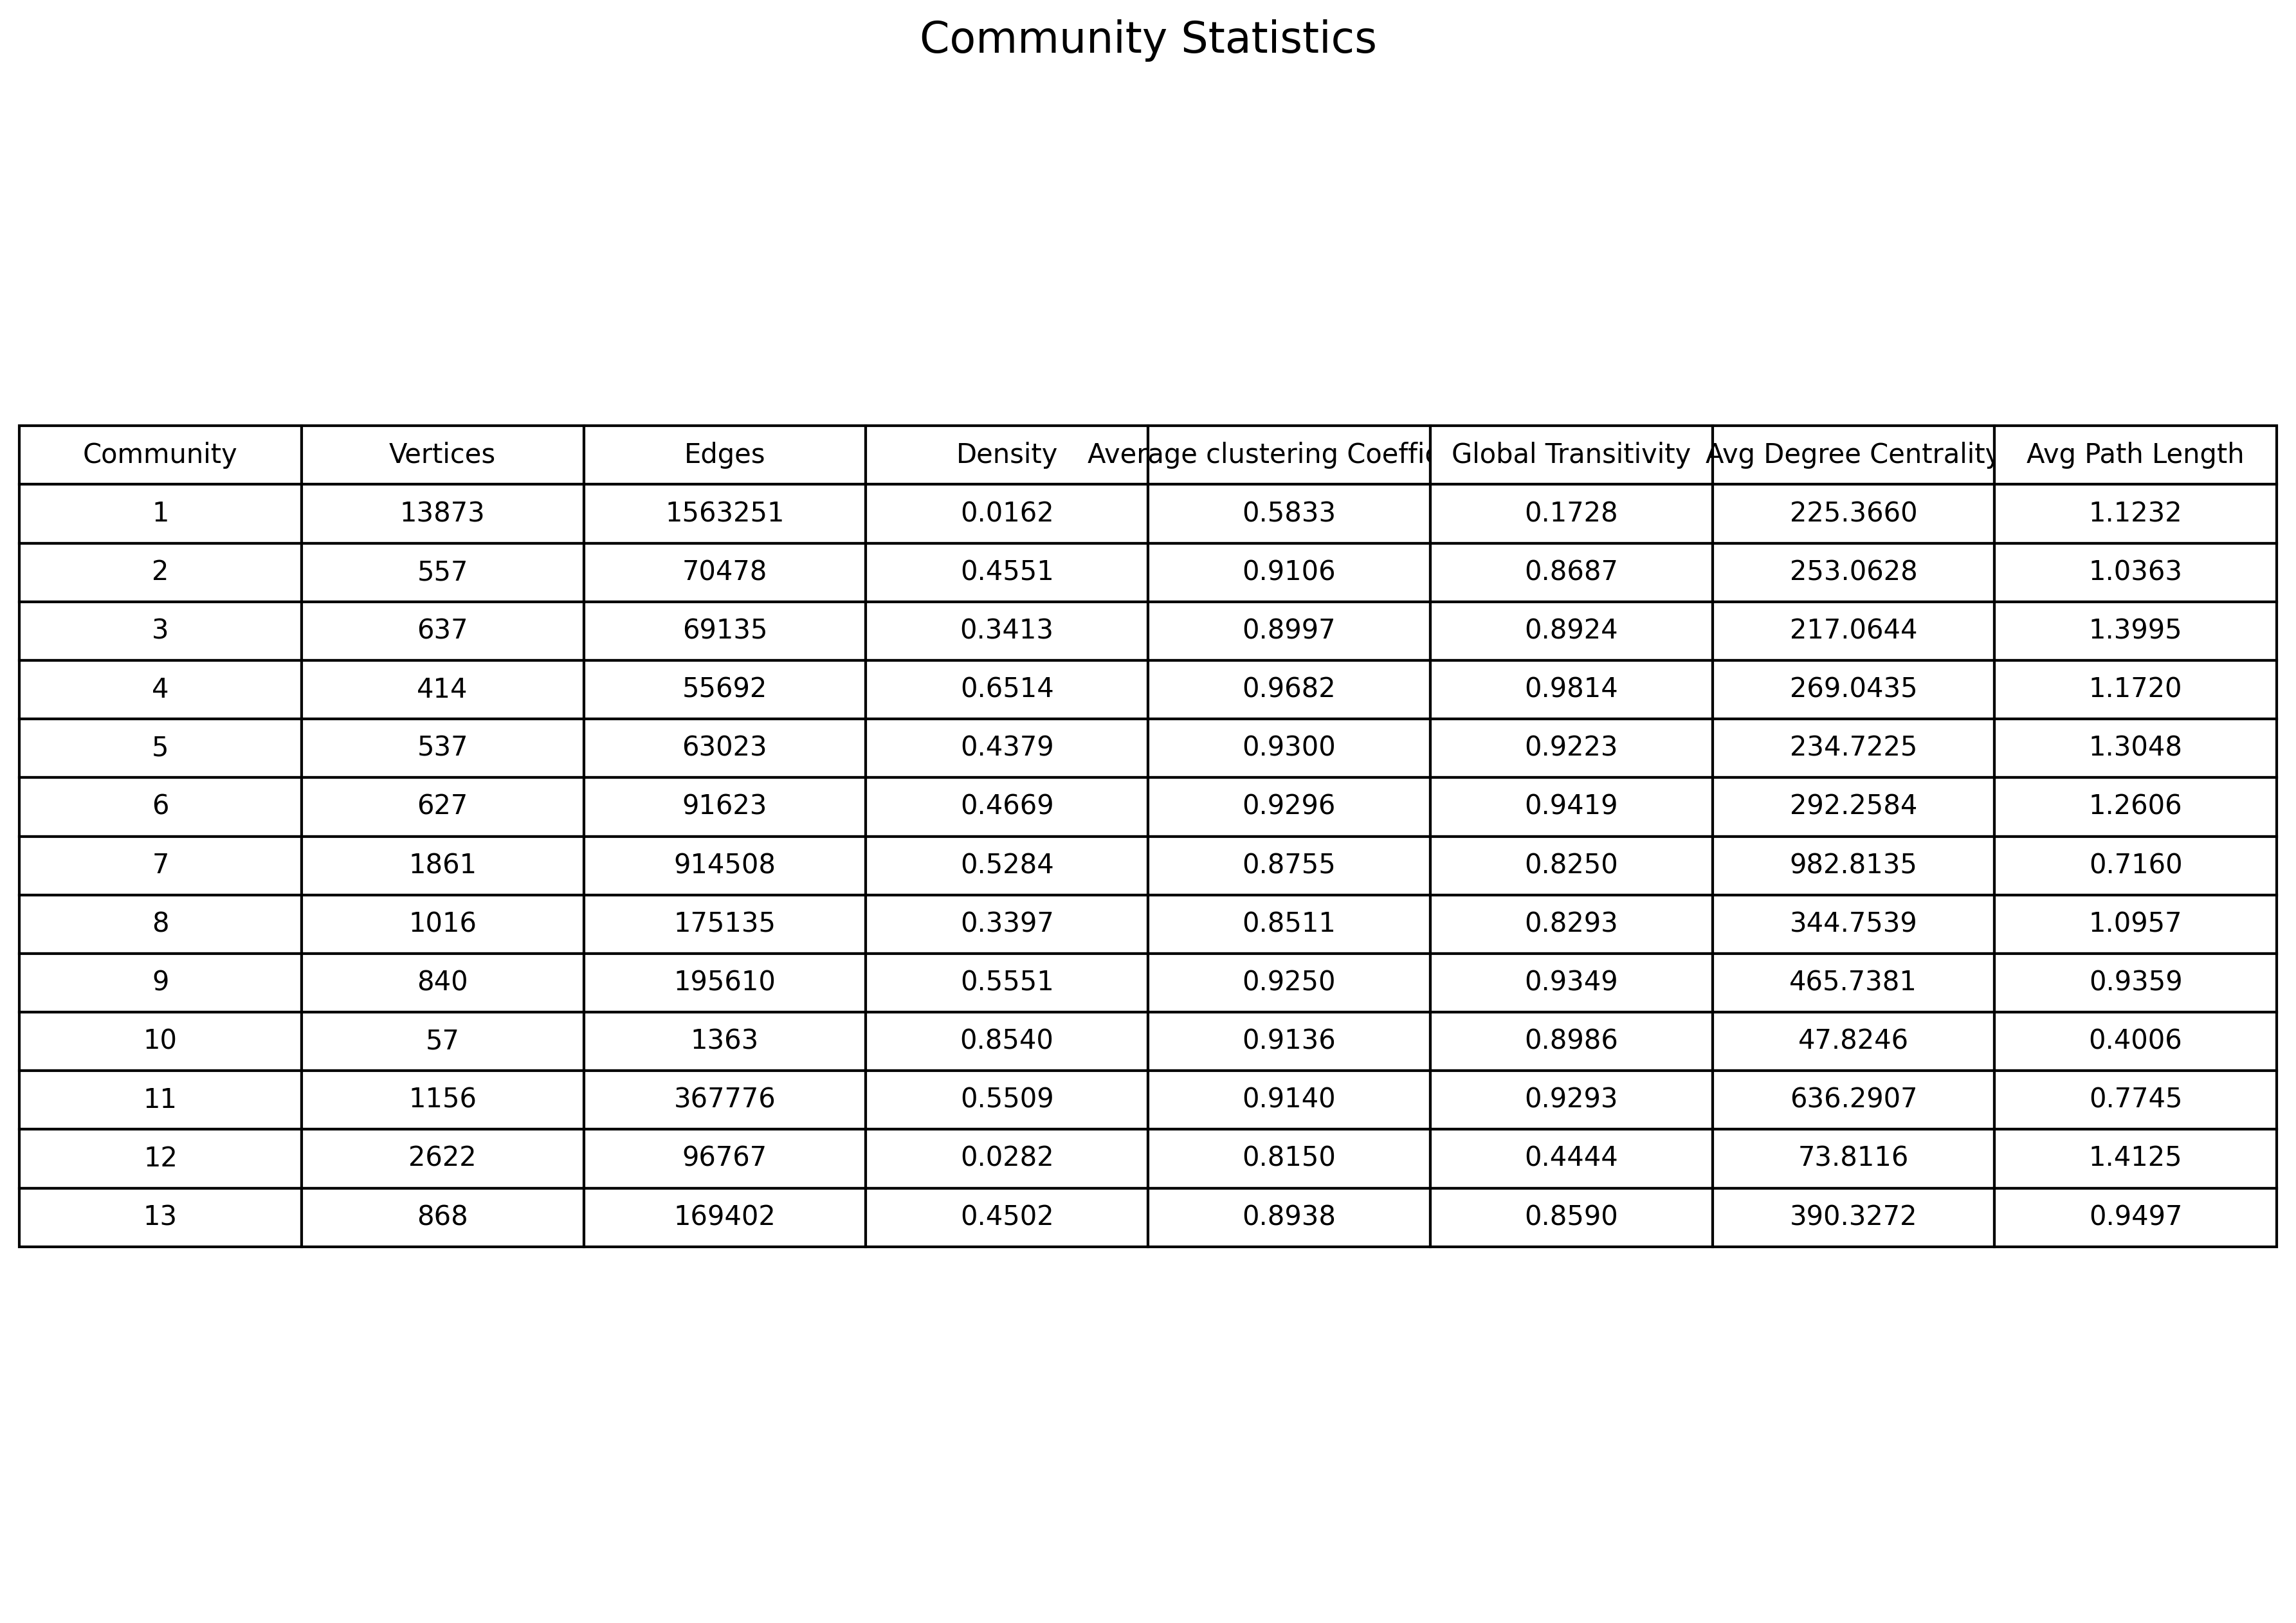 Community Statistics
Community Vertices Edges Density Average clustering Global Transitivity Avg Degree Centrality Avg Path Length
1 13873 1563251 0.0162 0.5833 0.1728 225.3660 1.1232
2 557 70478 0.4551 0.9106 0.8687 253.0628 1.0363
3 637 69135 0.3413 0.8997 0.8924 217.0644 1.3995
4 414 55692 0.6514 0.9682 0.9814 269.0435 1.1720
5 537 63023 0.4379 0.9300 0.9223 234.7225 1.3048
6 627 91623 0.4669 0.9296 0.9419 292.2584 1.2606
7 1861 914508 0.5284 0.8755 0.8250 982.8135 0.7160
8 1016 175135 0.3397 0.8511 0.8293 344.7539 1.0957
9 840 195610 0.5551 0.9250 0.9349 465.7381 0.9359
10 57 1363 0.8540 0.9136 0.8986 47.8246 0.4006
11 1156 367776 0.5509 0.9140 0.9293 636.2907 0.7745
12 2622 96767 0.0282 0.8150 0.4444 73.8116 1.4125
13 868 169402 0.4502 0.8938 0.8590 390.3272 0.9497